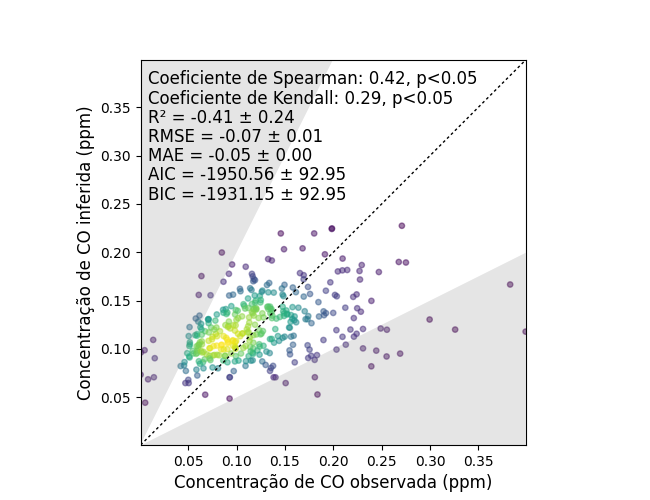 Coeficiente de Spearman: 0.42, p<0.05
Coeficiente de Kendall: 0.29, p<0.05
R² = -0.41 ± 0.24
RMSE = -0.07 ± 0.01
MAE = -0.05 ± 0.00
AIC = -1950.56 ± 92.95
BIC = -1931.15 ± 92.95
Concentração de CO inferida (ppm)
0.35
0.30
0.25
0.20
0.15
0.10
0.05
0.05 0.10 0.15 0.20 0.25 0.30 0.35
Concentração de CO observada (ppm)